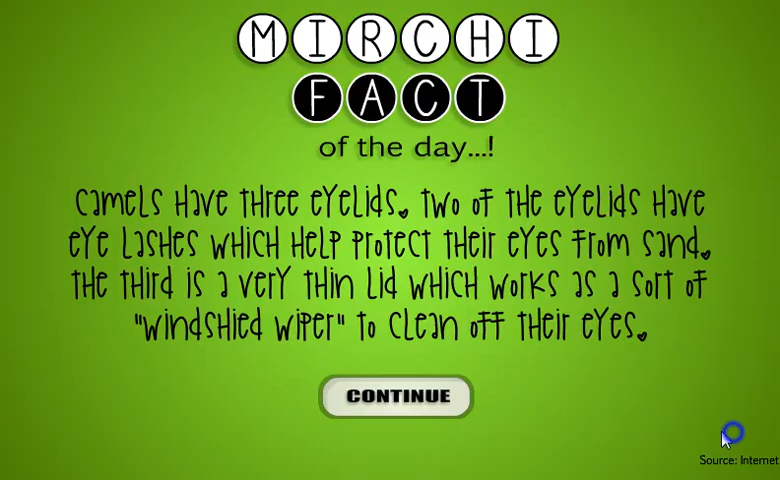 MIRCHI
FACT
of the day...!
Camels have three eyelids. Two of the eyelids have
eye lashes which help protect their eyes from sand.
The third is a very thin lid which works as a sort of
"windshied wiper" to clean off their eyes.
CONTINUE
Source: Internet